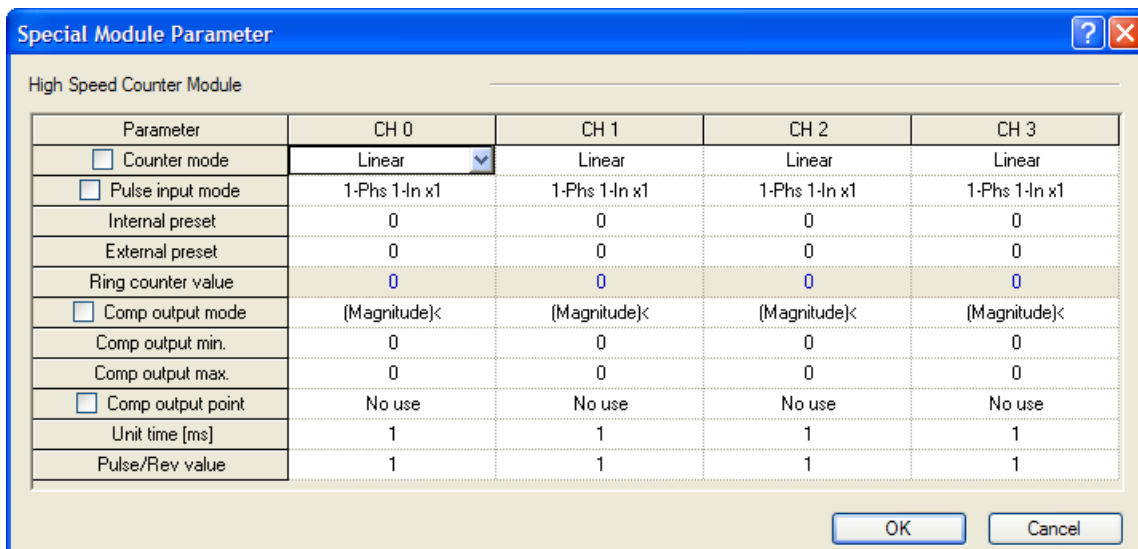 Special Module Parameter
High Speed Counter Module
Parameter CH 0 CH 1 CH 2 CH 3
Counter mode Linear Linear Linear Linear
Pulse input mode 1-Phs 1-In x1 1-Phs 1-In x1 1-Phs 1-In x1 1-Phs 1-In x1
Internal preset 0 0 0 0
External preset 0 0 0 0
Ring counter value 0 0 0 0
Comp output mode (Magnitude)< (Magnitude)< (Magnitude)< (Magnitude)<
Comp output min. 0 0 0 0
Comp output max. 0 0 0 0
Comp output point No use No use No use No use
Unit time [ms] 1 1 1 1
Pulse/Rev value 1 1 1 1
OK Cancel